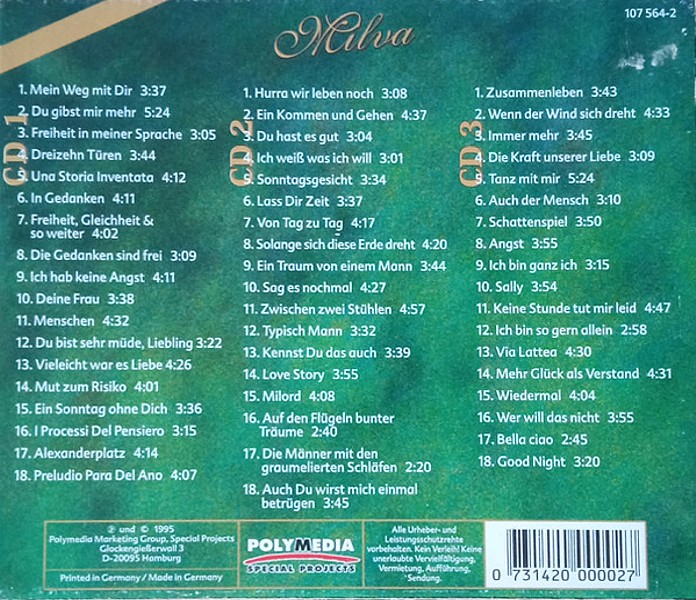 107 564-2
Milva
CD 1
1. Mein Weg mit Dir 3:37
2. Du gibst mir mehr 5:24
3. Freiheit in meiner Sprache 3:05
4. Dreizehn Türen 3:44
5. Una Storia Inventata 4:12
6. In Gedanken 4:11
7. Freiheit, Gleichheit &
so weiter 4:02
8. Die Gedanken sind frei 3:09
9. Ich hab keine Angst 4:11
10. Deine Frau 3:38
11. Menschen 4:32
12. Du bist sehr müde, Liebling 3:22
13. Vieleicht war es Liebe 4:26
14. Mut zum Risiko 4:01
15. Ein Sonntag ohne Dich 3:36
16. I Processi Del Pensiero 3:15
17. Alexanderplatz 4:14
18. Preludio Para Del Ano 4:07
CD 2
1. Hurra wir leben noch 3:08
2. Ein Kommen und Gehen 4:37
3. Du hast es gut 3:04
4. Ich weiß was ich will 3:01
5. Sonntagsgesicht 3:34
6. Lass Dir Zeit 3:37
7. Von Tag zu Tag 4:17
8. Solange sich diese Erde dreht 4:20
9. Ein Traum von einem Mann 3:44
10. Sag es nochmal 4:27
11. Zwischen zwei Stühlen 4:57
12. Typisch Mann 3:32
13. Kennst Du das auch 3:39
14. Love Story 3:55
15. Milord 4:08
16. Auf den Flügeln bunter
Träume 2:40
17. Die Männer mit den
graumelierten Schläfen 2:20
18. Auch Du wirst mich einmal
betrügen 3:45
CD 3
1. Zusammenleben 3:43
2. Wenn der Wind sich dreht 4:33
3. Immer mehr 3:45
4. Die Kraft unserer Liebe 3:09
5. Tanz mit mir 5:24
6. Auch der Mensch 3:10
7. Schattenspiel 3:50
8. Angst 3:55
9. Ich bin ganz ich 3:15
10. Sally 3:54
11. Keine Stunde tut mir leid 4:47
12. Ich bin so gern allein 2:58
13. Via Lattea 4:30
14. Mehr Glück als Verstand 4:31
15. Wiedermal 4:04
16. Wer will das nicht 3:55
17. Bella ciao 2:45
18. Good Night 3:20
℗ und © 1995
Polymedia Marketing Group, Special Projects
Glockengießerwall 3
D-20095 Hamburg
Printed in Germany / Made in Germany
POLYMEDIA
SPECIAL PROJECTS
Alle Urheber- und
Leistungsschutzrehte
vorbehalten. Kein Verleih! Keine
unerlaubte Vervielfältigung,
Vermietung, Aufführung,
Sendung.
0 731420 000027